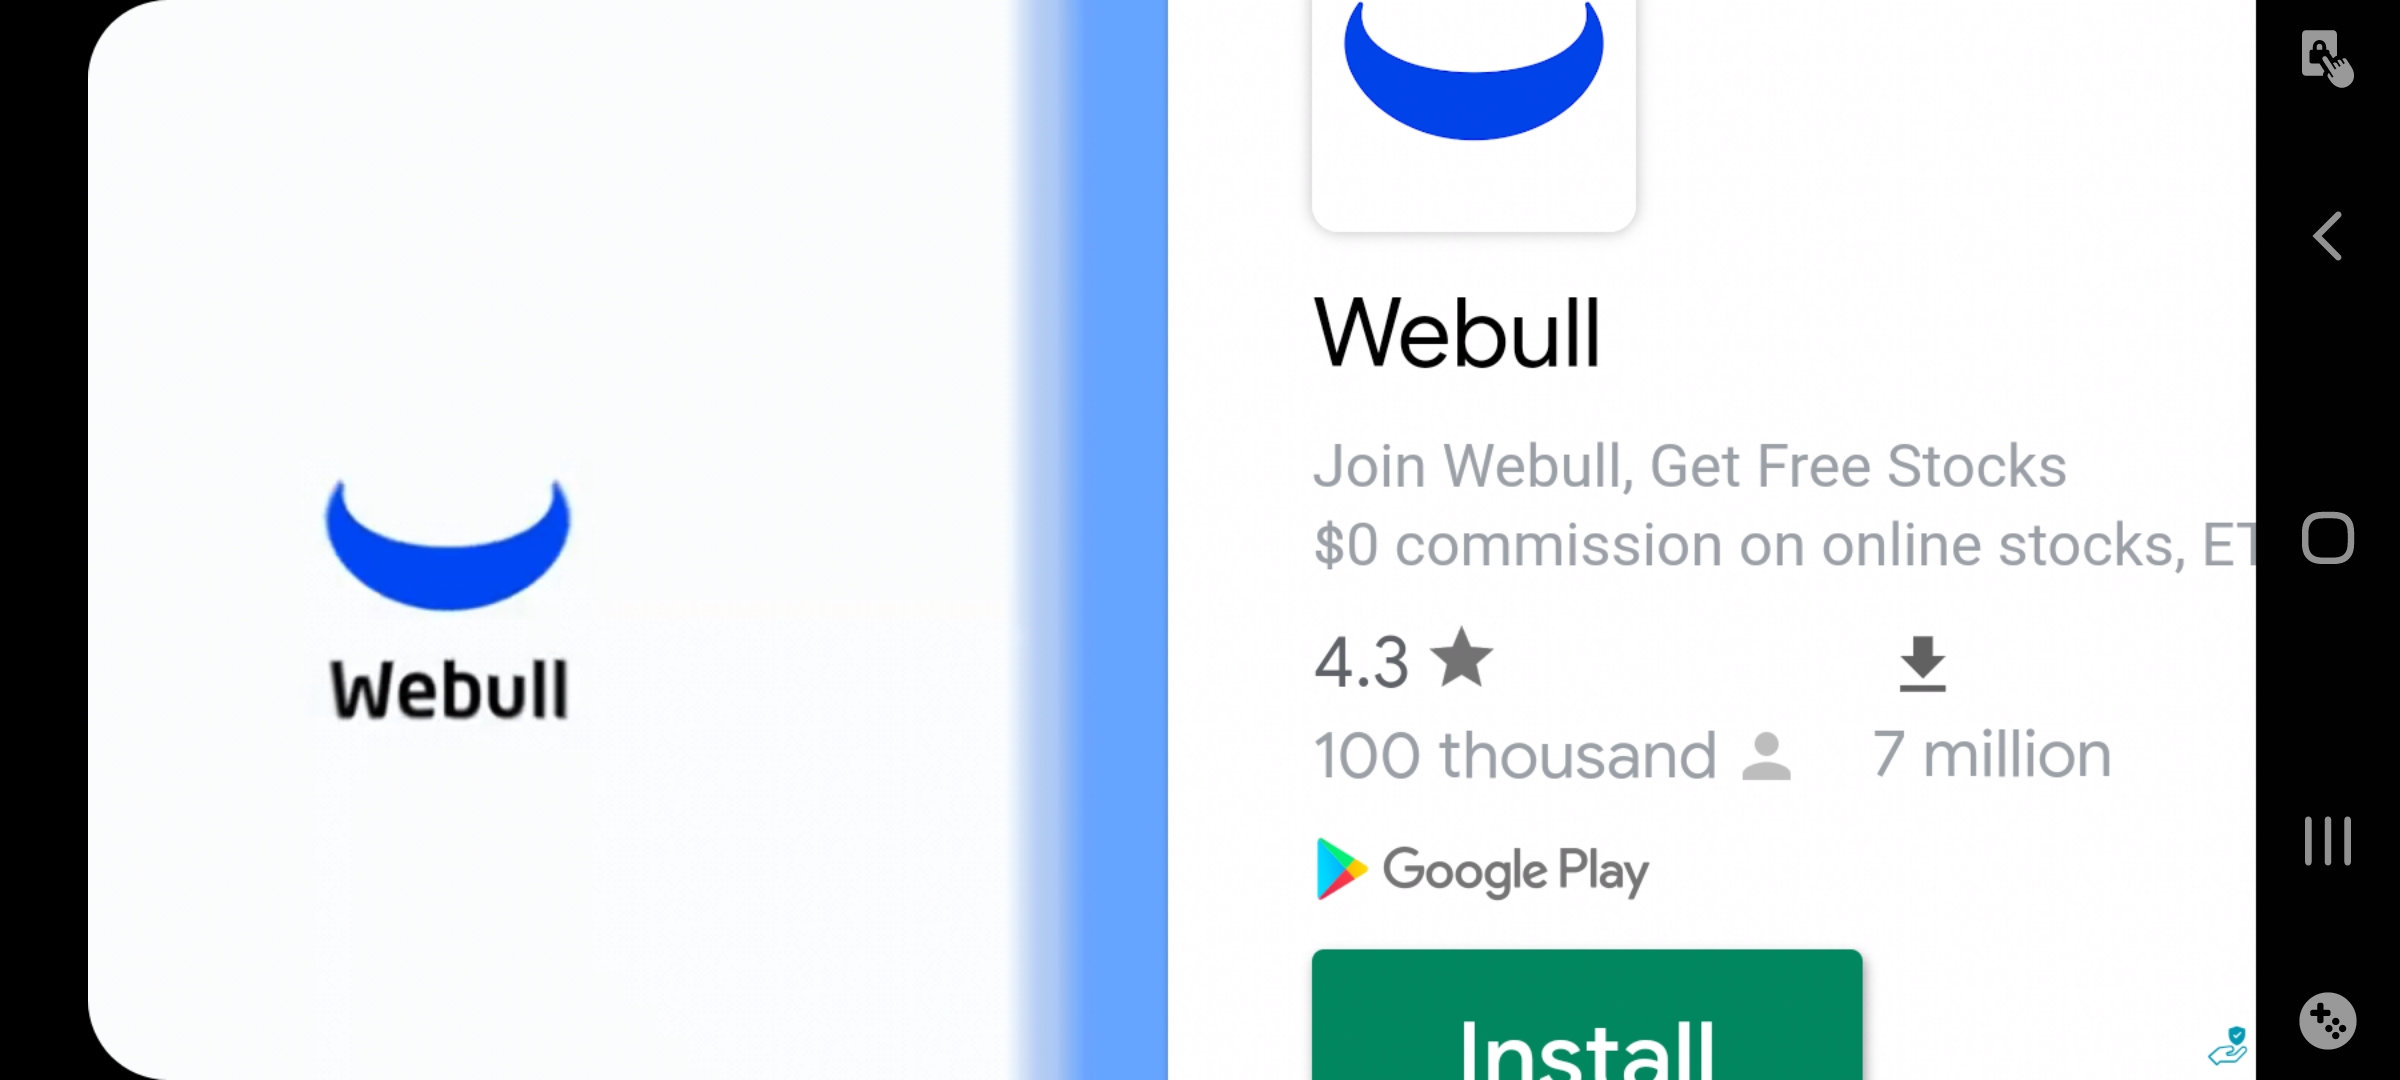 Webull
Webull
Join Webull, Get Free Stocks
$0 commission on online stocks, ET
4.3
100 thousand
7 million
Google Play
Install